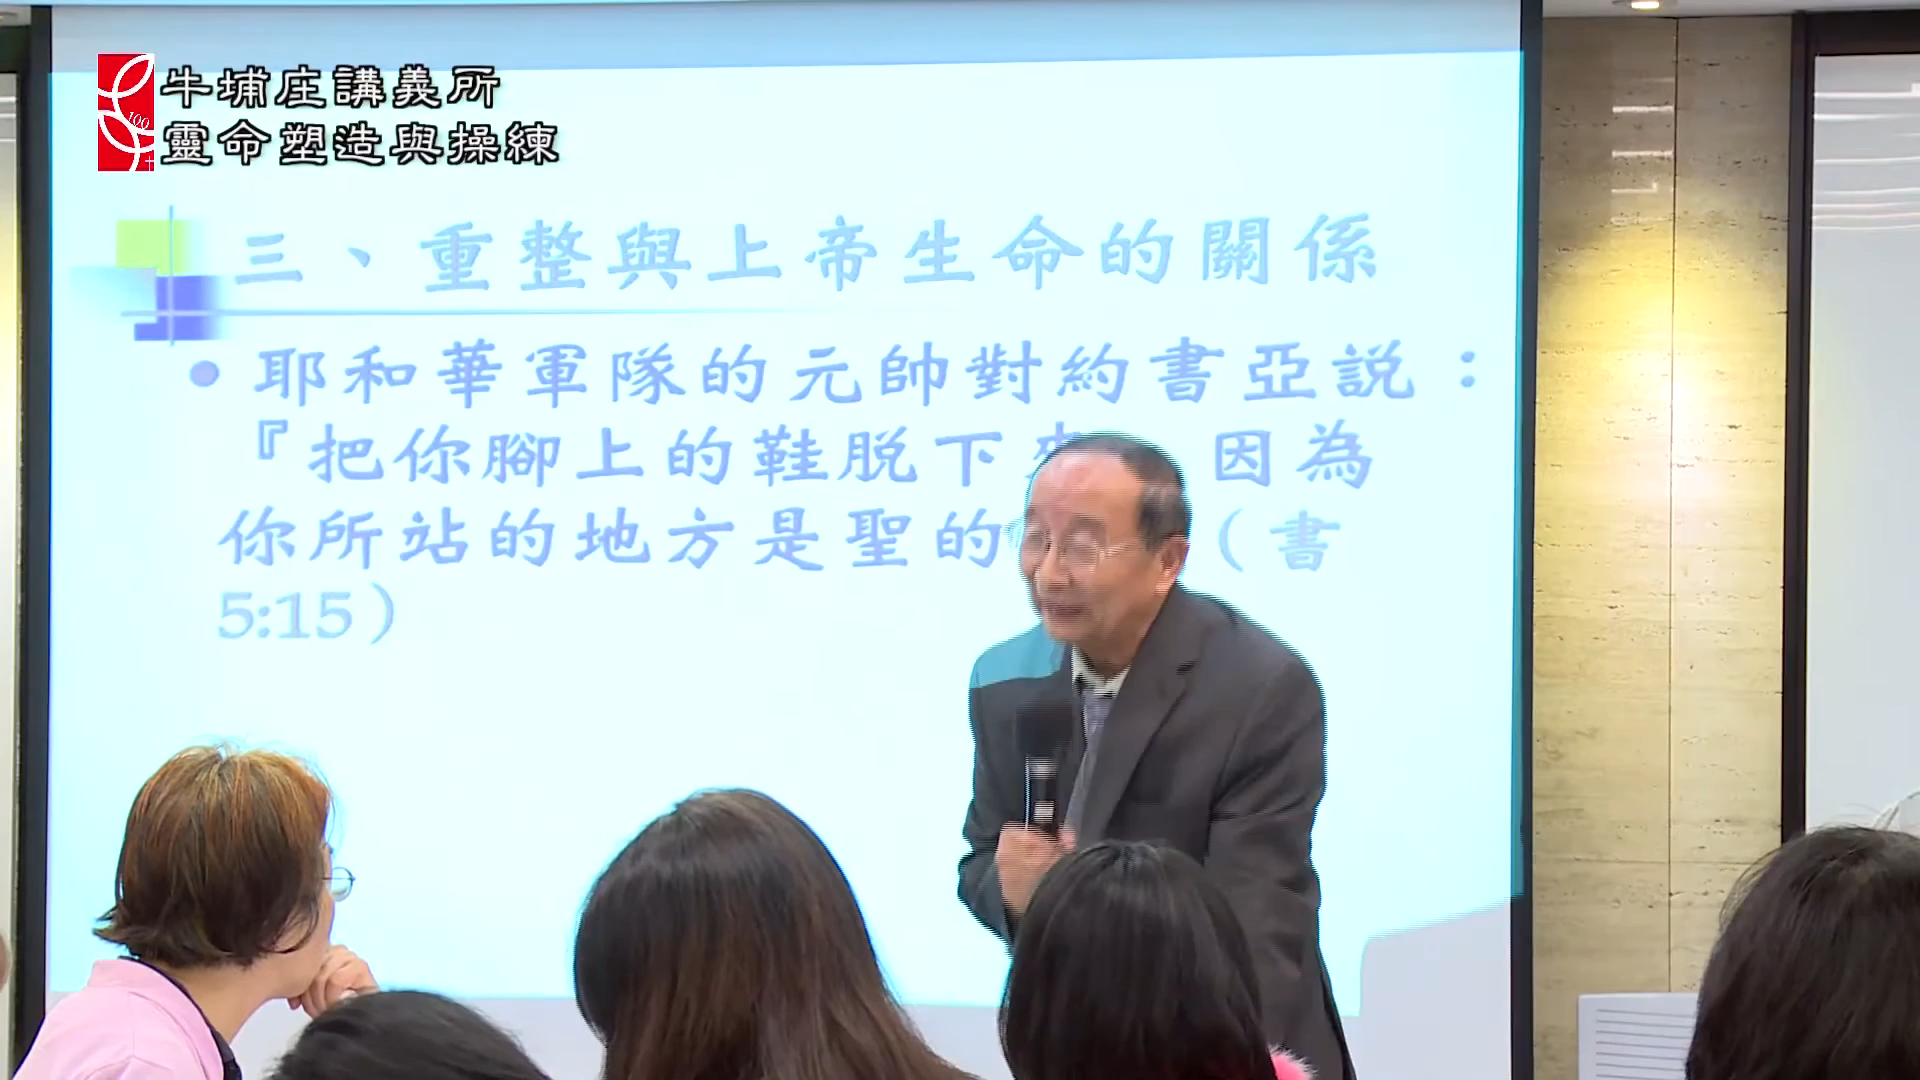 牛埔庄講義所
靈命塑造與操練
100
三、重整與上帝生命的關係
• 耶和華軍隊的元帥對約書亞説：
『把你腳上的鞋脱下 因為
你所站的地方是聖的 （書
5:15）